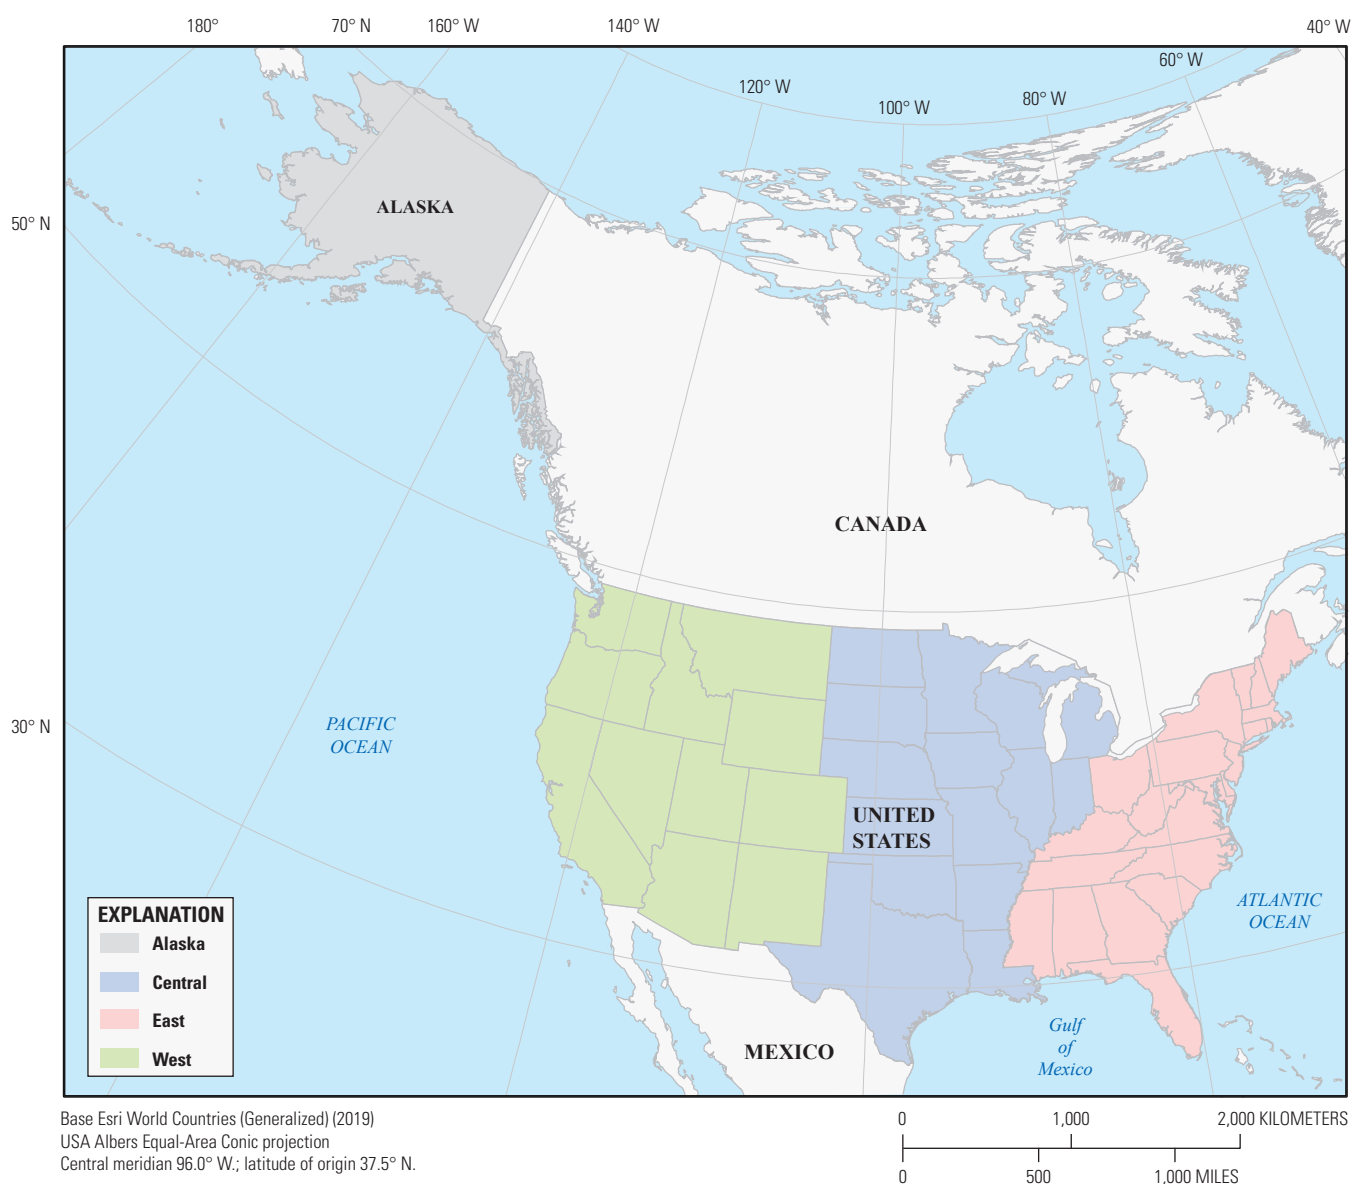 180°
70° N
160° W
140° W
40° W
60° W
120° W
80° W
100° W
ALASKA
50° N
CANADA
PACIFIC
OCEAN
30° N
UNITED
STATES
ATLANTIC
OCEAN
EXPLANATION
Alaska
Central
East
West
Gulf
of
Mexico
MEXICO
Base Esri World Countries (Generalized) (2019)
USA Albers Equal-Area Conic projection
Central meridian 96.0° W.; latitude of origin 37.5° N.
0 1,000 2,000 KILOMETERS
0 500 1,000 MILES